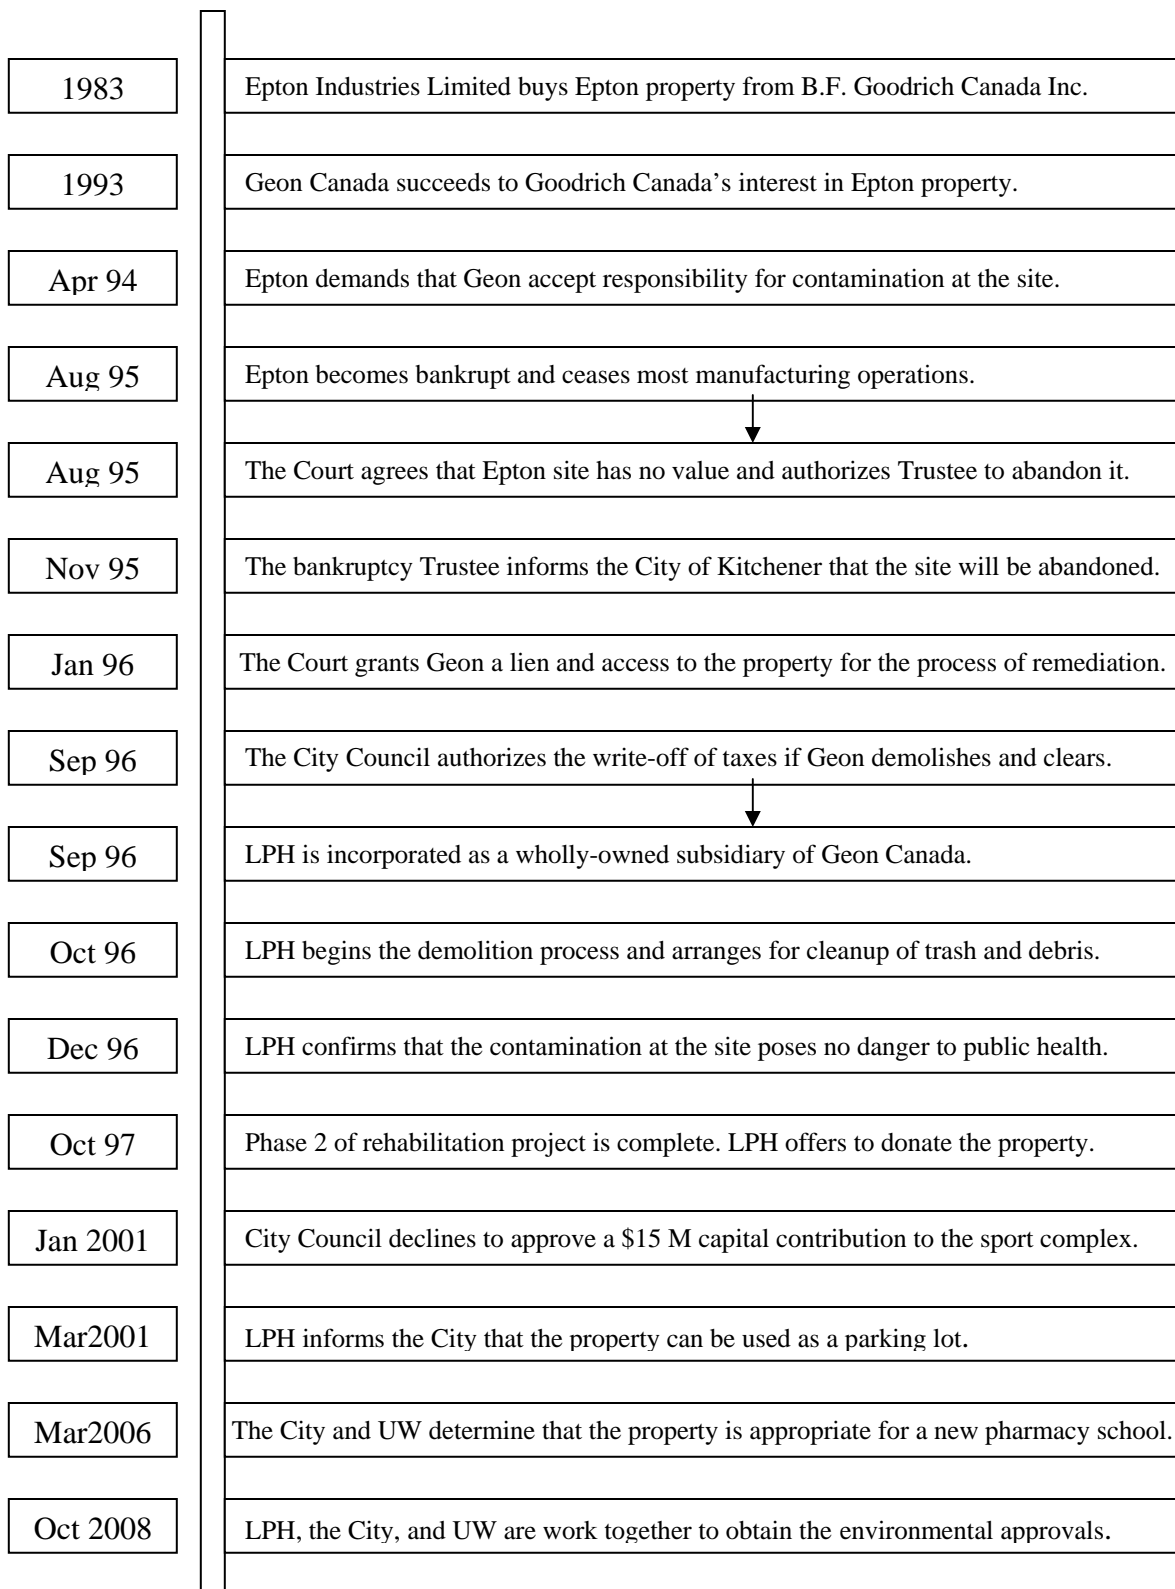 1983
Epton Industries Limited buys Epton property from B.F. Goodrich Canada Inc.
1993
Geon Canada succeeds to Goodrich Canada's interest in Epton property.
Apr 94
Epton demands that Geon accept responsibility for contamination at the site.
Aug 95
Epton becomes bankrupt and ceases most manufacturing operations.
Aug 95
The Court agrees that Epton site has no value and authorizes Trustee to abandon it.
Nov 95
The bankruptcy Trustee informs the City of Kitchener that the site will be abandoned.
Jan 96
The Court grants Geon a lien and access to the property for the process of remediation.
Sep 96
The City Council authorizes the write-off of taxes if Geon demolishes and clears.
Sep 96
LPH is incorporated as a wholly-owned subsidiary of Geon Canada.
Oct 96
LPH begins the demolition process and arranges for cleanup of trash and debris.
Dec 96
LPH confirms that the contamination at the site poses no danger to public health.
Oct 97
Phase 2 of rehabilitation project is complete. LPH offers to donate the property.
Jan 2001
City Council declines to approve a $15 M capital contribution to the sport complex.
Mar2001
LPH informs the City that the property can be used as a parking lot.
Mar2006
The City and UW determine that the property is appropriate for a new pharmacy school.
Oct 2008
LPH, the City, and UW are work together to obtain the environmental approvals.